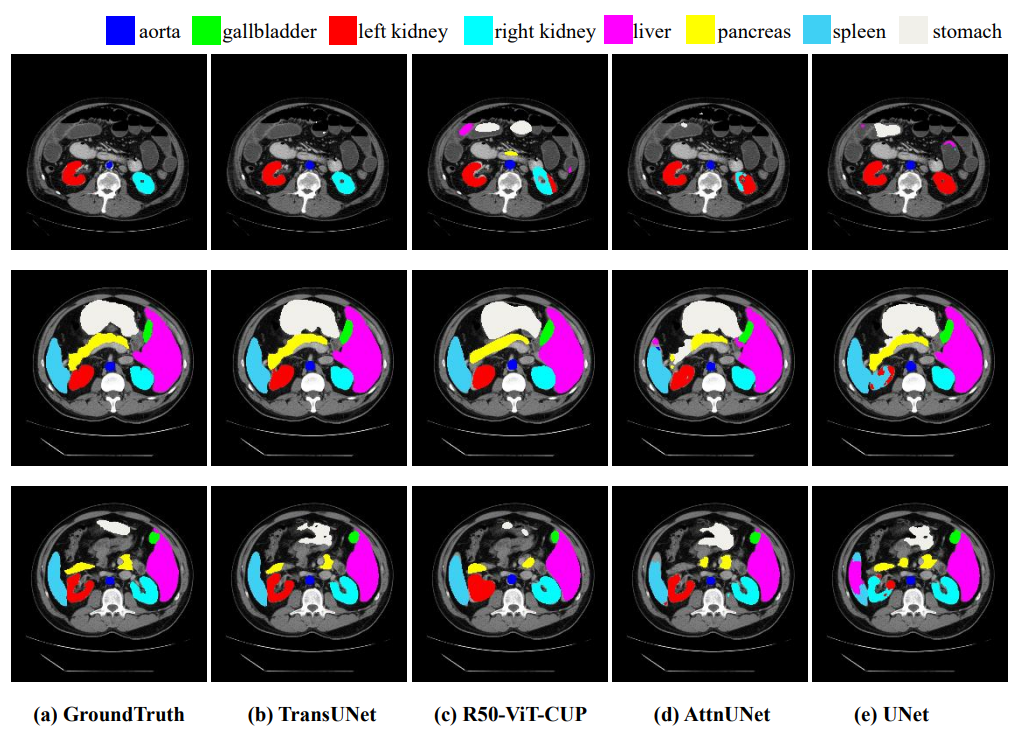 aorta gallbladder left kidney right kidney liver pancreas spleen stomach
(a) GroundTruth (b) TransUNet (c) R50-ViT-CUP (d) AttnUNet (e) UNet